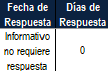 Fecha de Días de
Respuesta Respuesta
Informativo
no requiere 0
respuesta